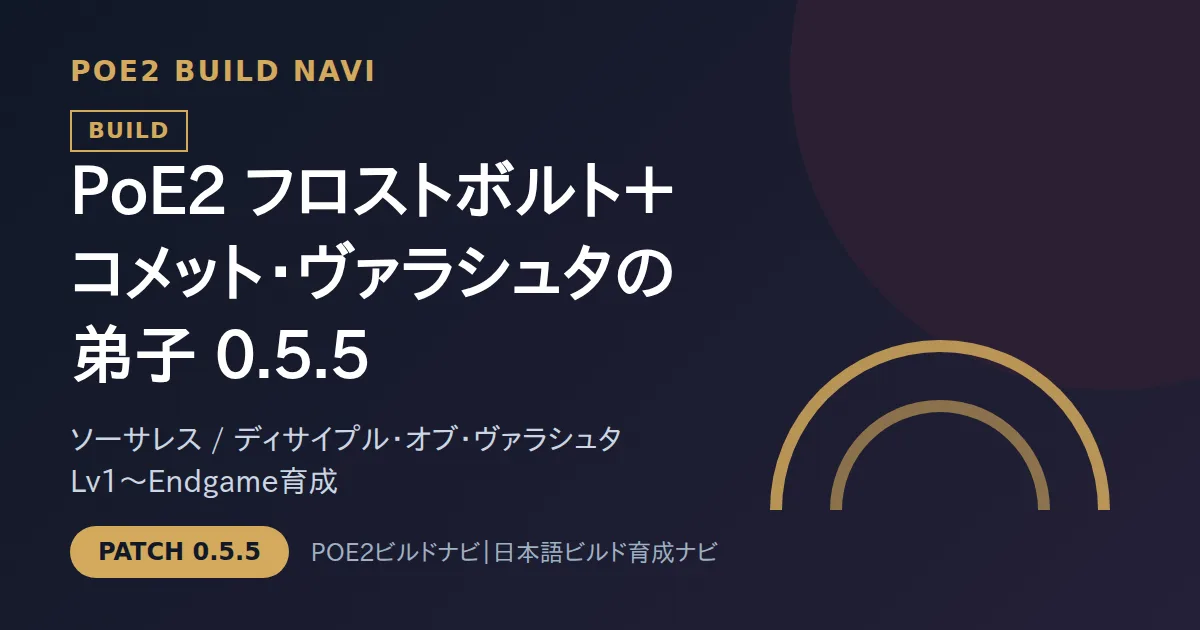 POE2 BUILD NAVI
BUILD
PoE2 フロストボルト＋
コメット・ヴァラシュタの
弟子 0.5.5
ソーサレス / ディサイプル・オブ・ヴァラシュタ
Lv1〜Endgame育成
PATCH 0.5.5
POE2ビルドナビ|日本語ビルド育成ナビ